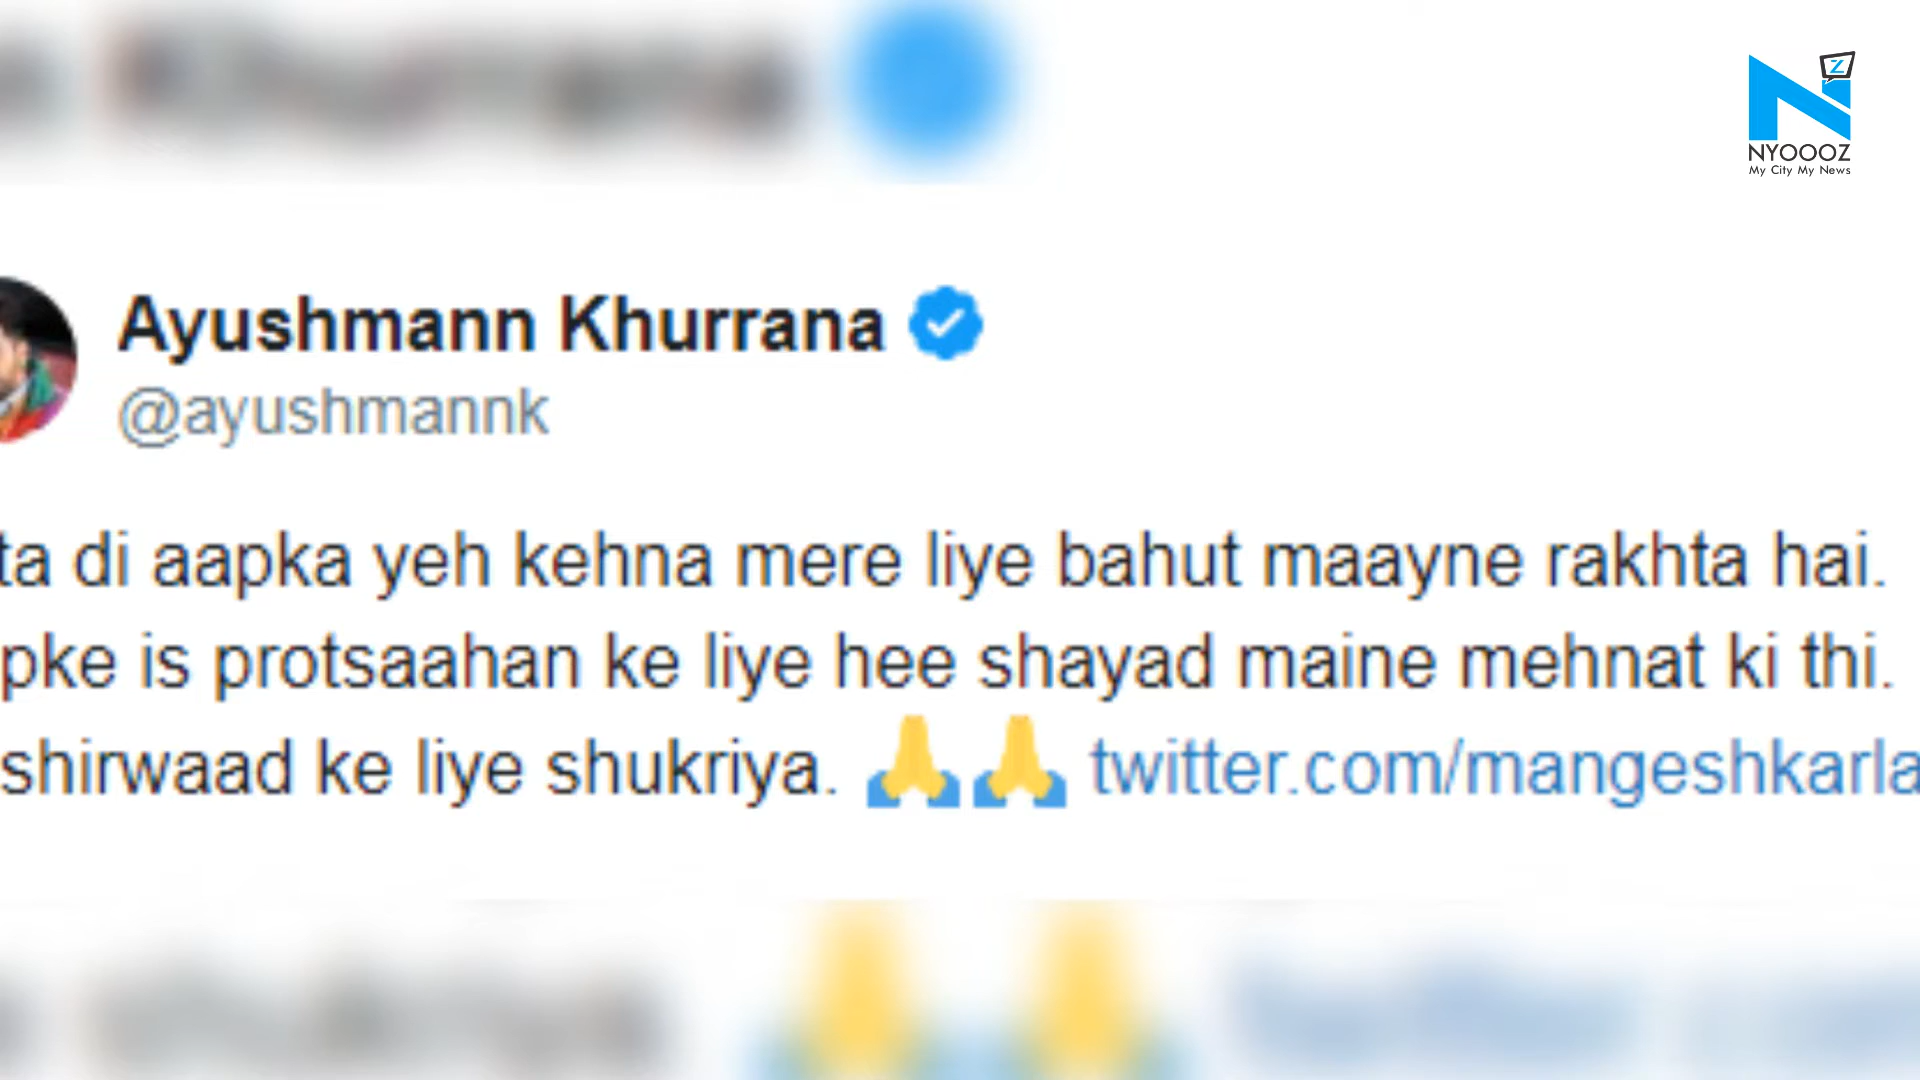 Z
NYOOOZ
My City My News
Ayushmann Khurrana
@ayushmannk
ta di aapka yeh kehna mere liye bahut maayne rakhta hai.
pke is protsaahan ke liye hee shayad maine mehnat ki thi.
shirwaad ke liye shukriya. 🙏🙏 twitter.com/mangeshkarla